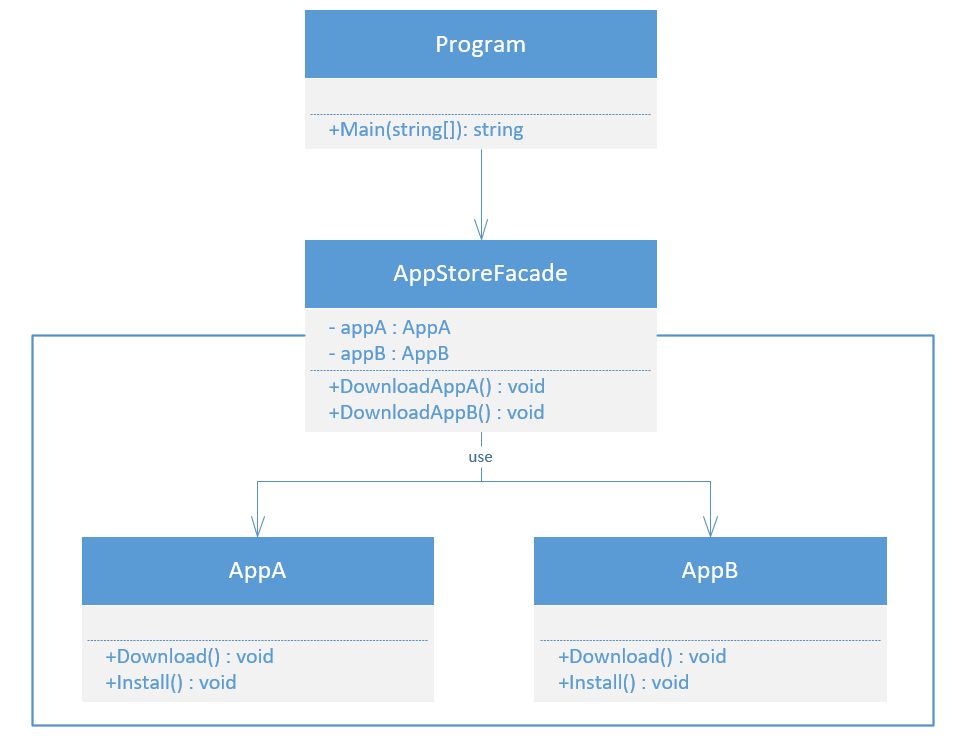 Program
+Main(string[]): string
AppStoreFacade
- appA : AppA
- appB : AppB
+DownloadAppA() : void
+DownloadAppB() : void
use
AppA
+Download() : void
+Install() : void
AppB
+Download() : void
+Install() : void